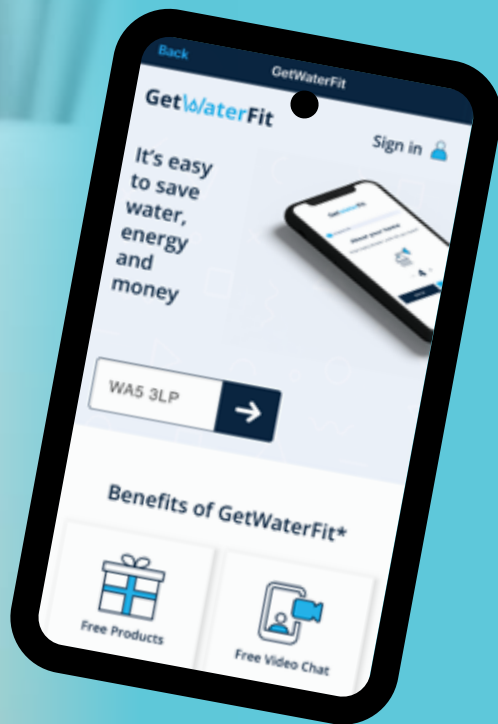 Back
GetWaterFit
GetWaterFit
Sign in
It's easy
to save
water,
energy
and
money
WA5 3LP
Benefits of GetWaterFit*
Free Products
Free Video Chat